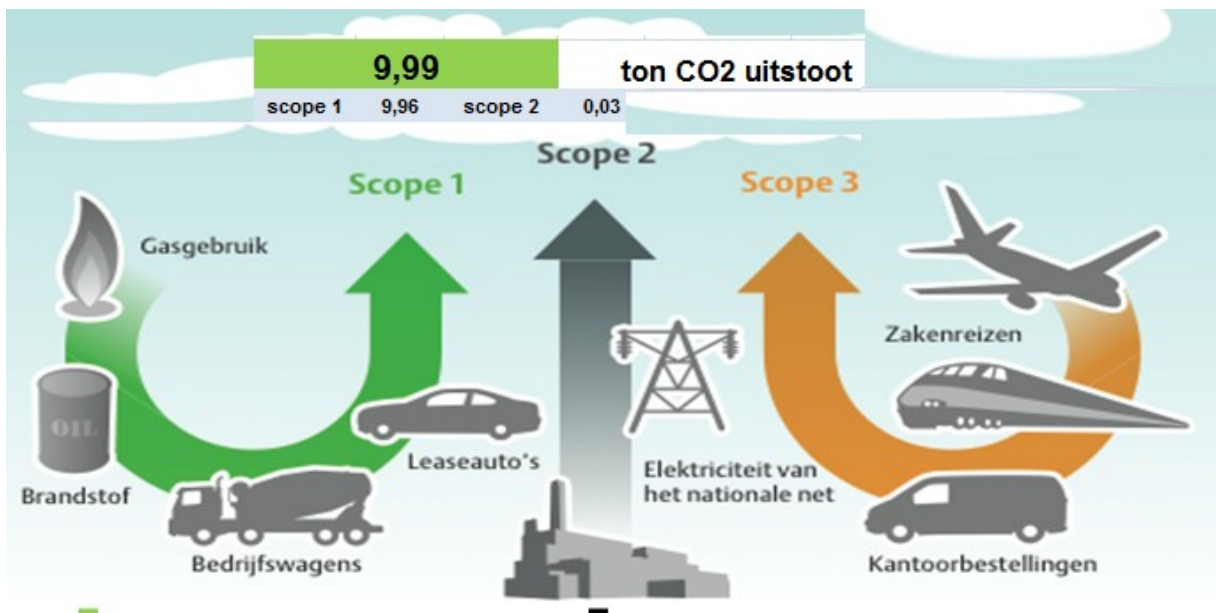 9,99 ton CO2 uitstoot
scope 1 9,96 scope 2 0,03
Scope 2
Scope 1
Scope 3
Gasgebruik
Zakenreizen
OIL
Leaseauto's
Elektriciteit van
het nationale net
Brandstof
Bedrijfswagens
Kantoorbestellingen